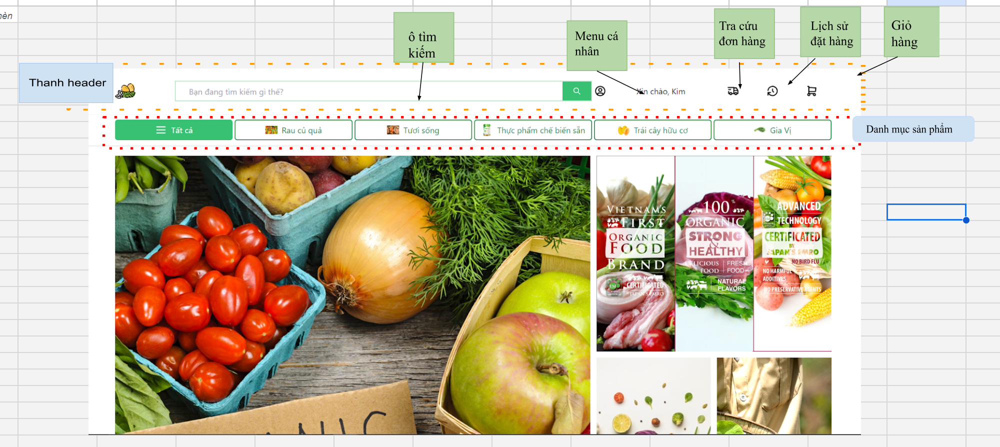 ô tìm
kiếm
Menu cá
nhân
Tra cứu
đơn hàng
Lịch sử
đặt hàng
Giỏ
hàng
Thanh header
Bạn đang tìm kiếm gì thế?
Xin chào, Kim
Tất cả
Rau củ quả
Tươi sống
Thực phẩm chế biến sẵn
Trái cây hữu cơ
Gia Vị
Danh mục sản phẩm
VIETNAM'S
FIRST
ORGANIC
FOOD
BRAND
EM
CERTIFICATED
BY JAPAN'S EMRO
100%
ORGANIC
STRONG
&
HEALTHY
DELICIOUS
FOOD
FRESH
FOOD
NATURAL
FLAVORS
ADVANCED
TECHNOLOGY
CERTIFICATED
BY
JAPAN'S EMRO
NO BIRD FLU
NO HARMFUL
ADDITIVES
NO PRESERVATIVE AGENTS